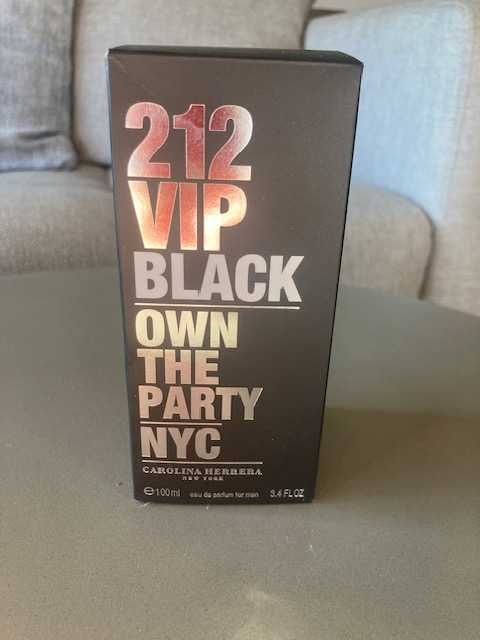 212
VIP
BLACK
OWN
THE
PARTY
NYC
CAROLINA HERRERA
NEW YORK
℮100ml eau de parfum for men 3.4 FL OZ